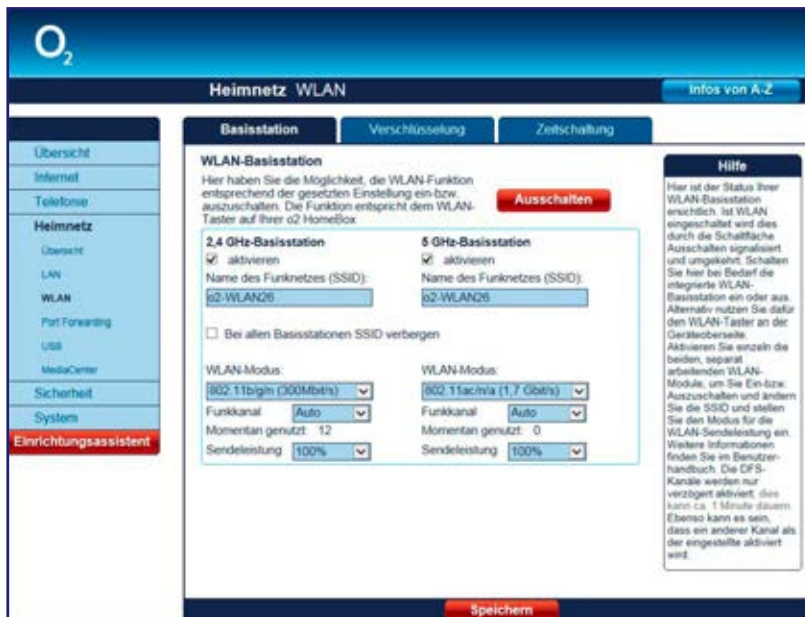 O2
Heimnetz WLAN
Infos von A-Z
Übersicht
Internet
Telefonie
Heimnetz
Übersicht
LAN
WLAN
Port Forwarding
USB
MediaCenter
Sicherheit
System
Einrichtungsassistent
Basisstation
Verschlüsselung
Zeitschaltung
WLAN-Basisstation
Hier haben Sie die Möglichkeit, die WLAN-Funktion
entsprechend der gesetzten Einstellung ein-bzw.
auszuschalten. Die Funktion entspricht dem WLAN-
Taster auf Ihrer o2 HomeBox
Ausschalten
2,4 GHz-Basisstation
aktivieren
Name des Funknetzes (SSID):
o2-WLAN26
5 GHz-Basisstation
aktivieren
Name des Funknetzes (SSID):
o2-WLAN26
Bei allen Basisstationen SSID verbergen
WLAN-Modus:
802.11b/g/n (300Mbit/s)
Funkkanal Auto
Momentan genutzt: 12
Sendeleistung 100%
WLAN-Modus:
802.11ac/n/a (1,7 Gbit/s)
Funkkanal Auto
Momentan genutzt: 0
Sendeleistung 100%
Hilfe
Hier ist der Status Ihrer
WLAN-Basisstation
ersichtlich. Ist WLAN
eingeschaltet wird dies
durch die Schaltfläche
Ausschalten signalisiert
und umgekehrt. Schalten
Sie hier bei Bedarf die
integrierte WLAN-
Basisstation ein oder aus.
Alternativ nutzen Sie dafür
den WLAN-Taster an der
Geräteoberseite.
Aktivieren Sie einzeln die
beiden, separat
arbeitenden WLAN-
Module, um Sie Ein-bzw.
Auszuschalten und ändern
Sie die SSID und stellen
Sie den Modus für die
WLAN-Sendeleistung ein.
Weitere Informationen
finden Sie im Benutzer-
handbuch. Die DFS-
Kanäle werden nur
verzögert aktiviert, dies
kann ca. 1 Minute dauern.
Ebenso kann es sein,
dass ein anderer Kanal als
der eingestellte aktiviert
wird.
Speichern